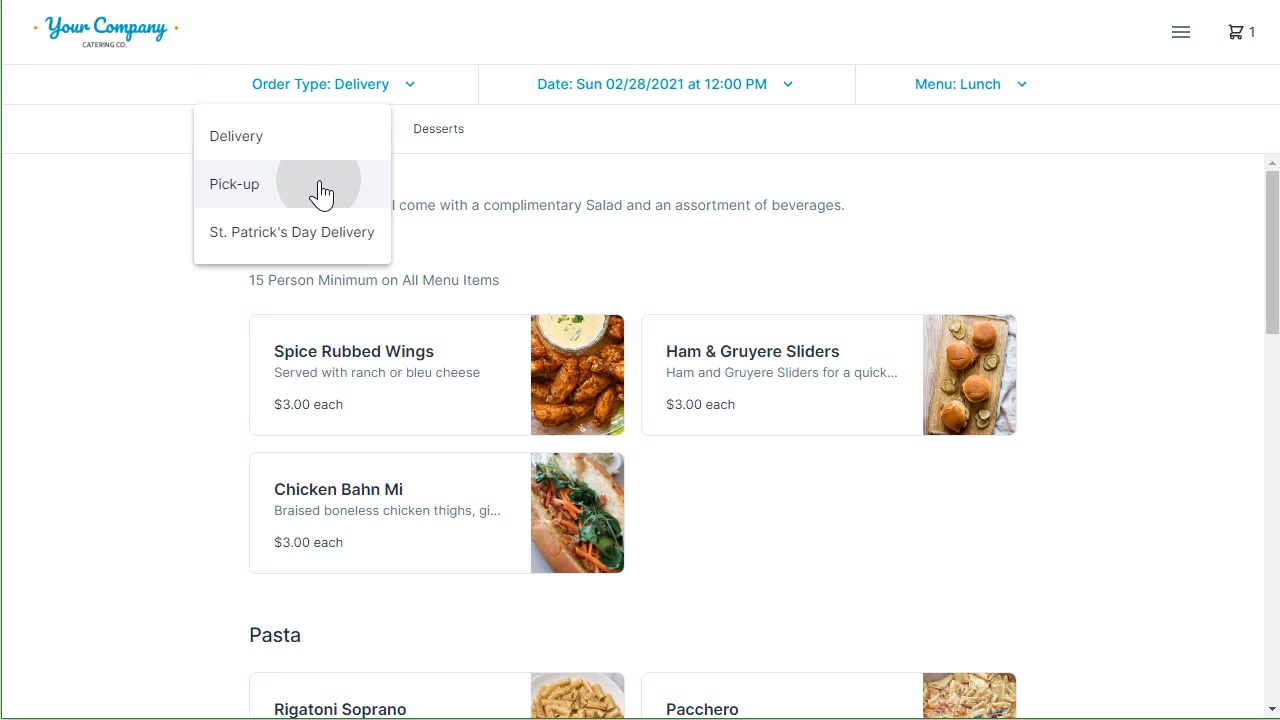 Your Company
CATERING CO.
1
Order Type: Delivery
Date: Sun 02/28/2021 at 12:00 PM
Menu: Lunch
Delivery
Pick-up
St. Patrick's Day Delivery
Desserts
l come with a complimentary Salad and an assortment of beverages.
15 Person Minimum on All Menu Items
Spice Rubbed Wings
Served with ranch or bleu cheese
$3.00 each
Ham & Gruyere Sliders
Ham and Gruyere Sliders for a quick...
$3.00 each
Chicken Bahn Mi
Braised boneless chicken thighs, gi...
$3.00 each
Pasta
Rigatoni Soprano
Pacchero